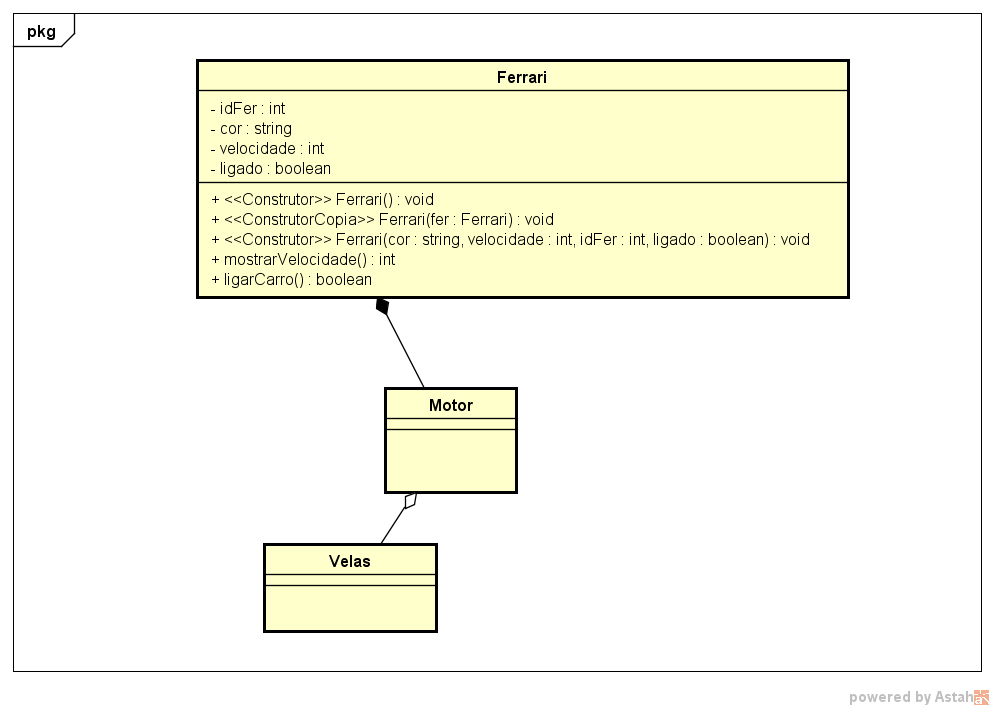 pkg
Ferrari
- idFer : int
- cor : string
- velocidade : int
- ligado : boolean
+ <<Construtor>> Ferrari() : void
+ <<ConstrutorCopia>> Ferrari(fer : Ferrari) : void
+ <<Construtor>> Ferrari(cor : string, velocidade : int, idFer : int, ligado : boolean) : void
+ mostrarVelocidade() : int
+ ligarCarro() : boolean
Motor
Velas
powered by Astah